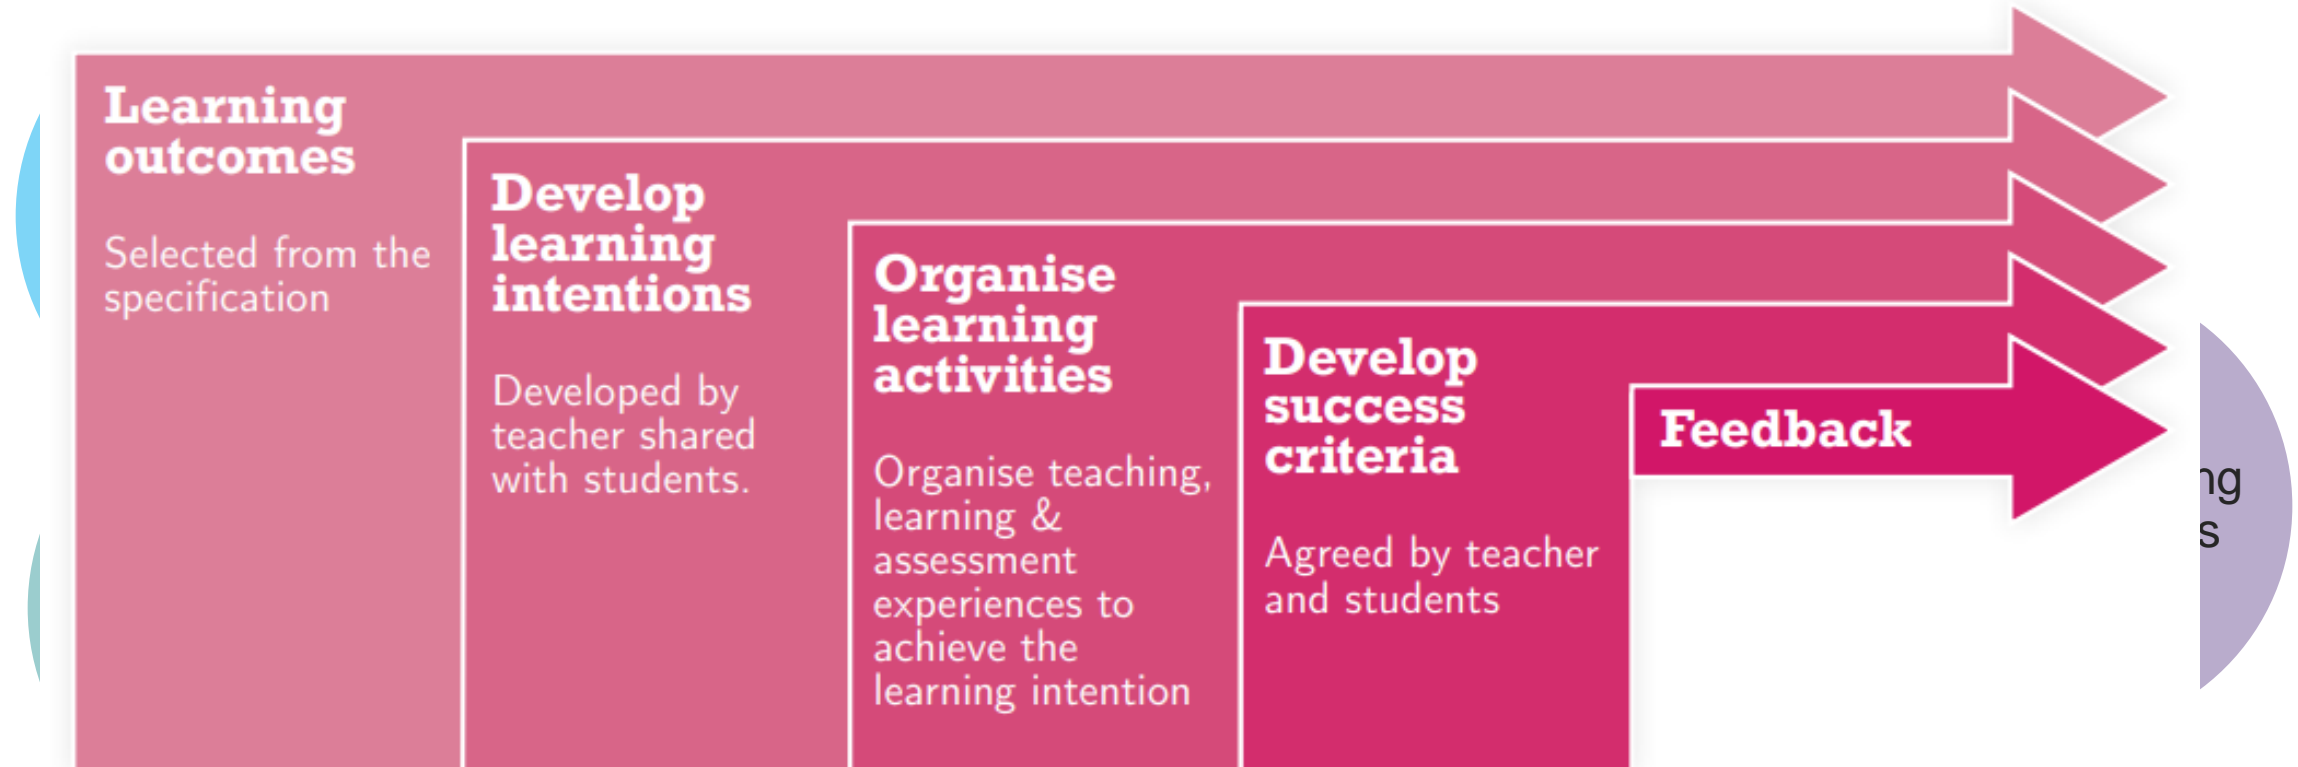 Learning
outcomes
Selected from the
specification
Develop
learning
intentions
Developed by
teacher shared
with students.
Organise
learning
activities
Organise teaching,
learning &
assessment
experiences to
achieve the
learning intention
Develop
success
criteria
Agreed by teacher
and students
Feedback